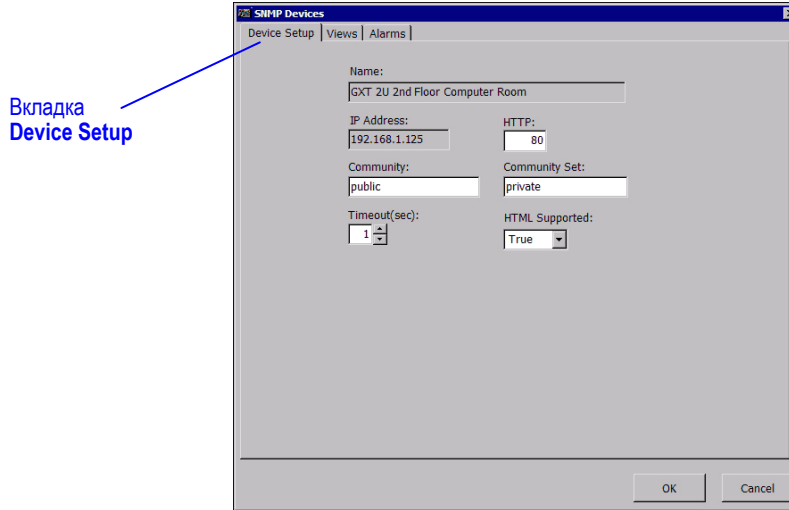 SNMP Devices
Device Setup Views Alarms
Вкладка
Device Setup
Name:
GXT 2U 2nd Floor Computer Room
IP Address: HTTP:
192.168.1.125 80
Community: Community Set:
public private
Timeout(sec): HTML Supported:
1 True
OK Cancel